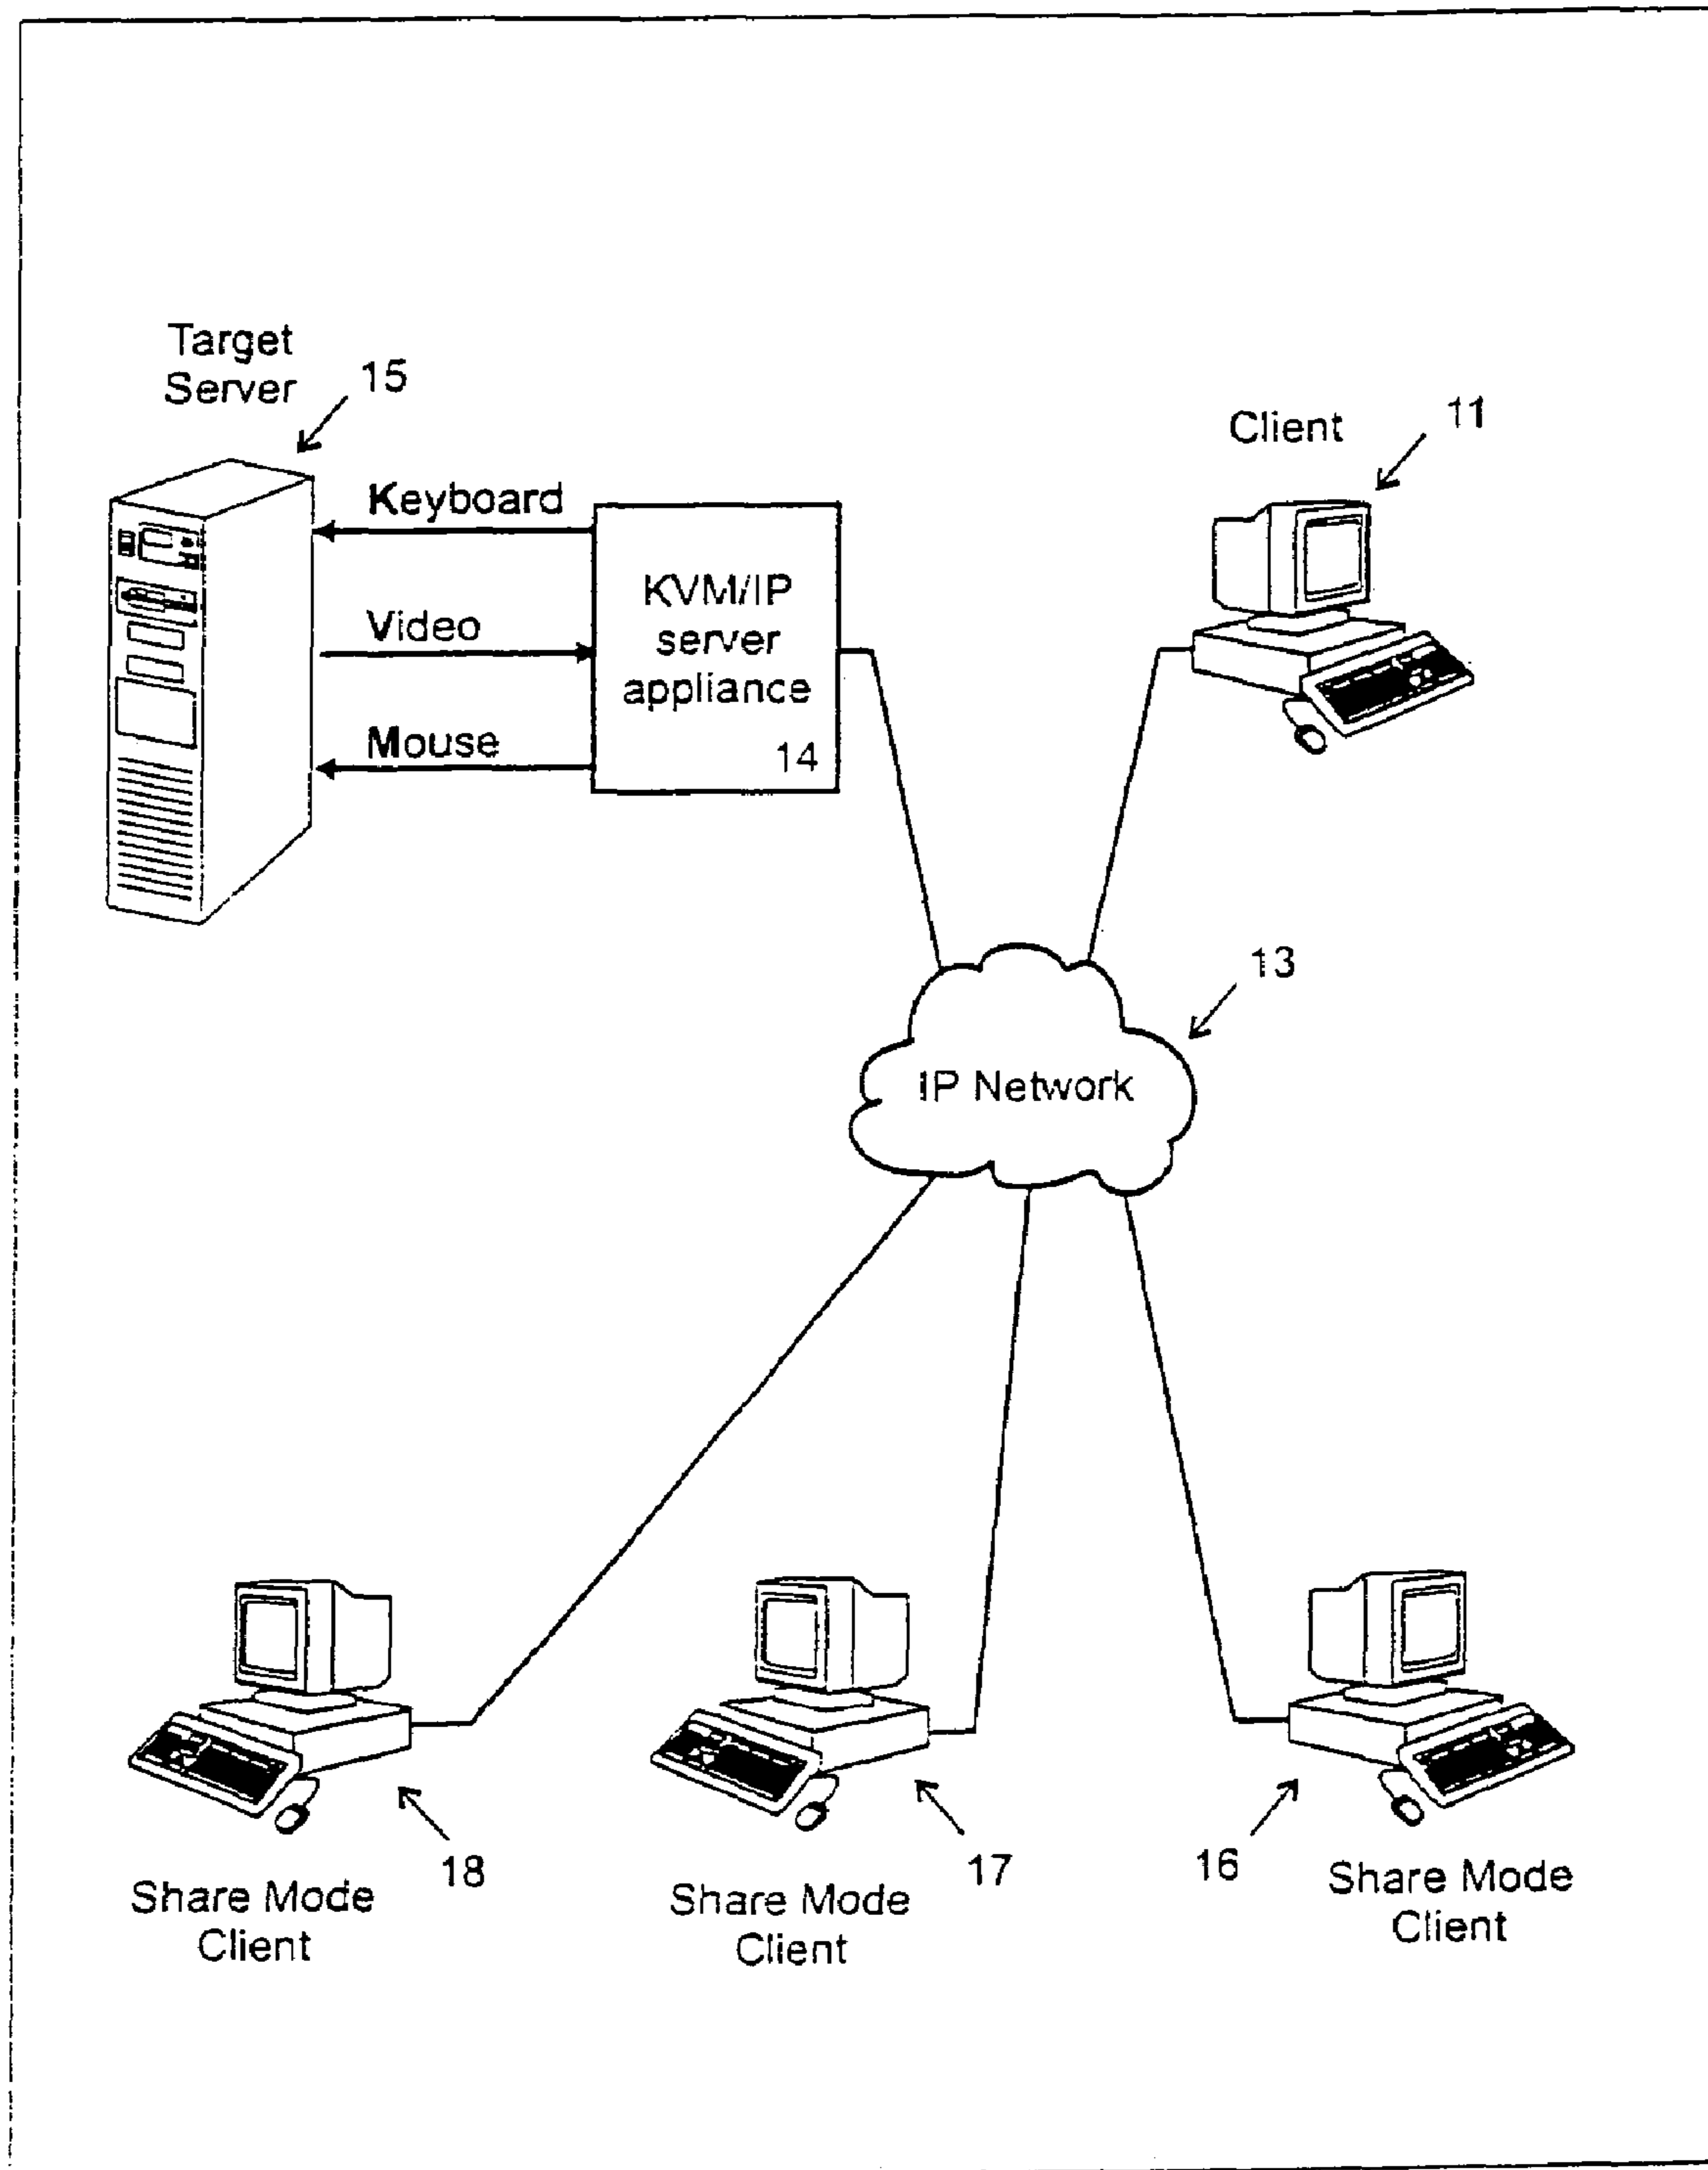 Target
Server
15
Client
11
Keyboard
Video
Mouse
KVM/IP
server
appliance
14
13
IP Network
18
Share Mode
Client
17
Share Mode
Client
16
Share Mode
Client